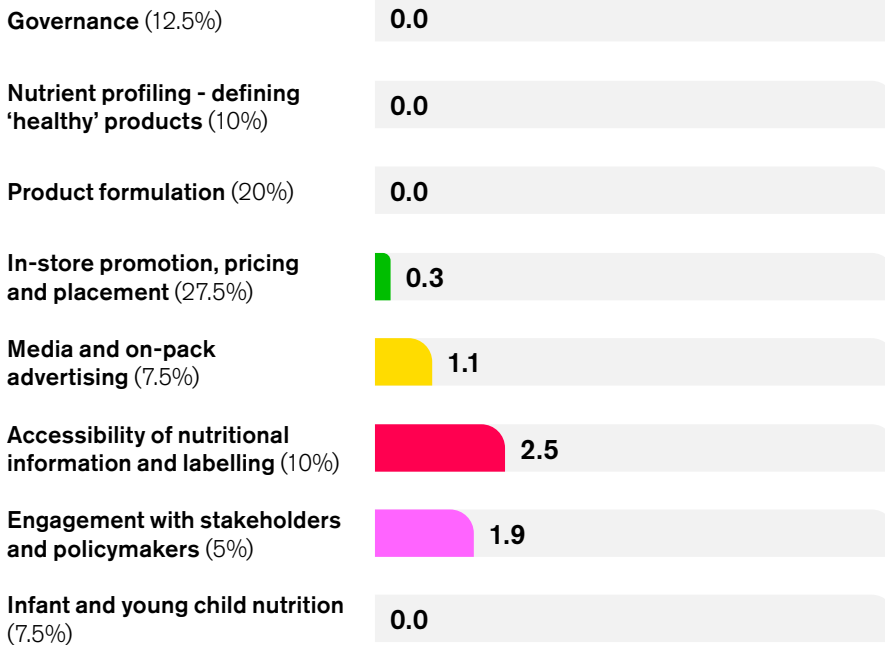 Governance (12.5%)
0.0
Nutrient profiling - defining
‘healthy’ products (10%)
0.0
Product formulation (20%)
0.0
In-store promotion, pricing
and placement (27.5%)
0.3
Media and on-pack
advertising (7.5%)
1.1
Accessibility of nutritional
information and labelling (10%)
2.5
Engagement with stakeholders
and policymakers (5%)
1.9
Infant and young child nutrition
(7.5%)
0.0